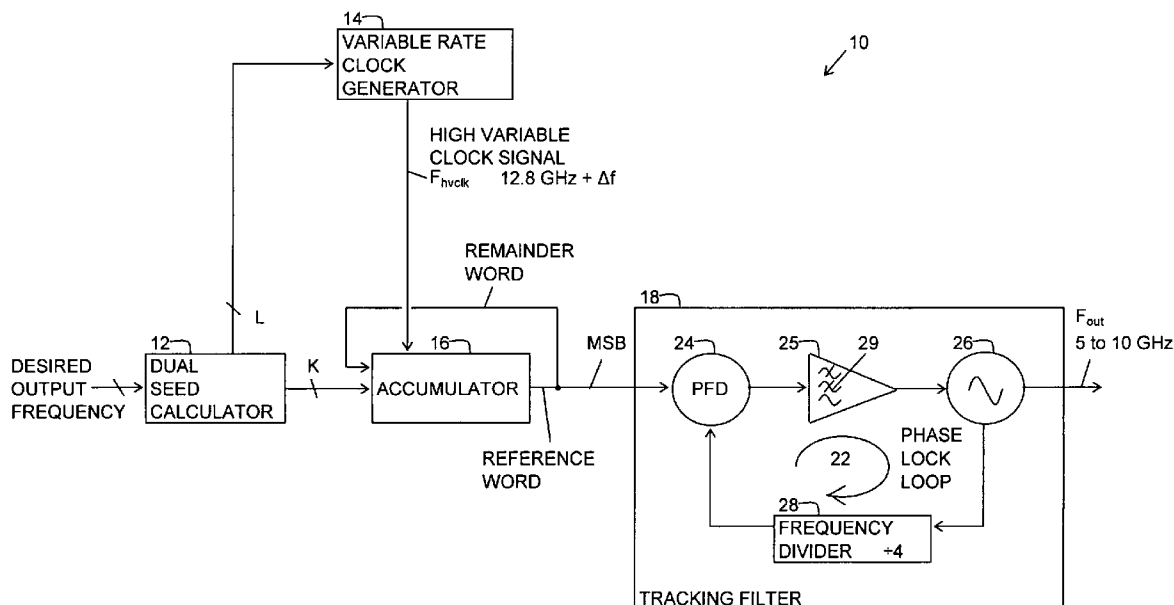 14
VARIABLE RATE
CLOCK
GENERATOR
10
HIGH VARIABLE
CLOCK SIGNAL
Fhvclk 12.8 GHz + Δf
REMAINDER
WORD
L
18
Fout
5 to 10 GHz
12
DUAL
SEED
CALCULATOR
DESIRED
OUTPUT
FREQUENCY
K
16
ACCUMULATOR
MSB
24
PFD
25
29
26
REFERENCE
WORD
PHASE
LOCK
LOOP
22
28
FREQUENCY
DIVIDER ÷4
TRACKING FILTER